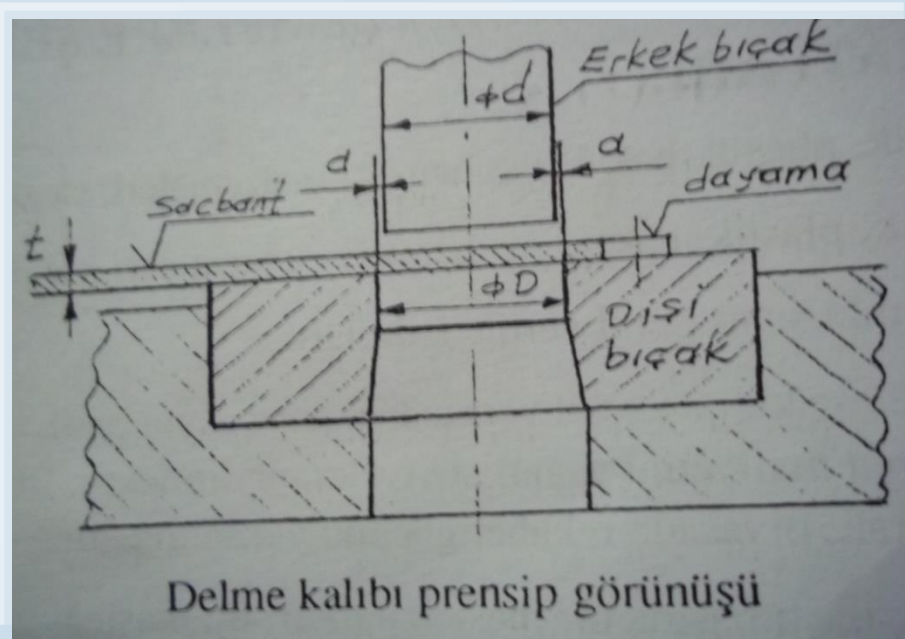 Erkek bıçak
ϕd
a
a
dayama
Sacbant
t
ϕD
Dişi
bıçak
Delme kalıbı prensip görünüşü